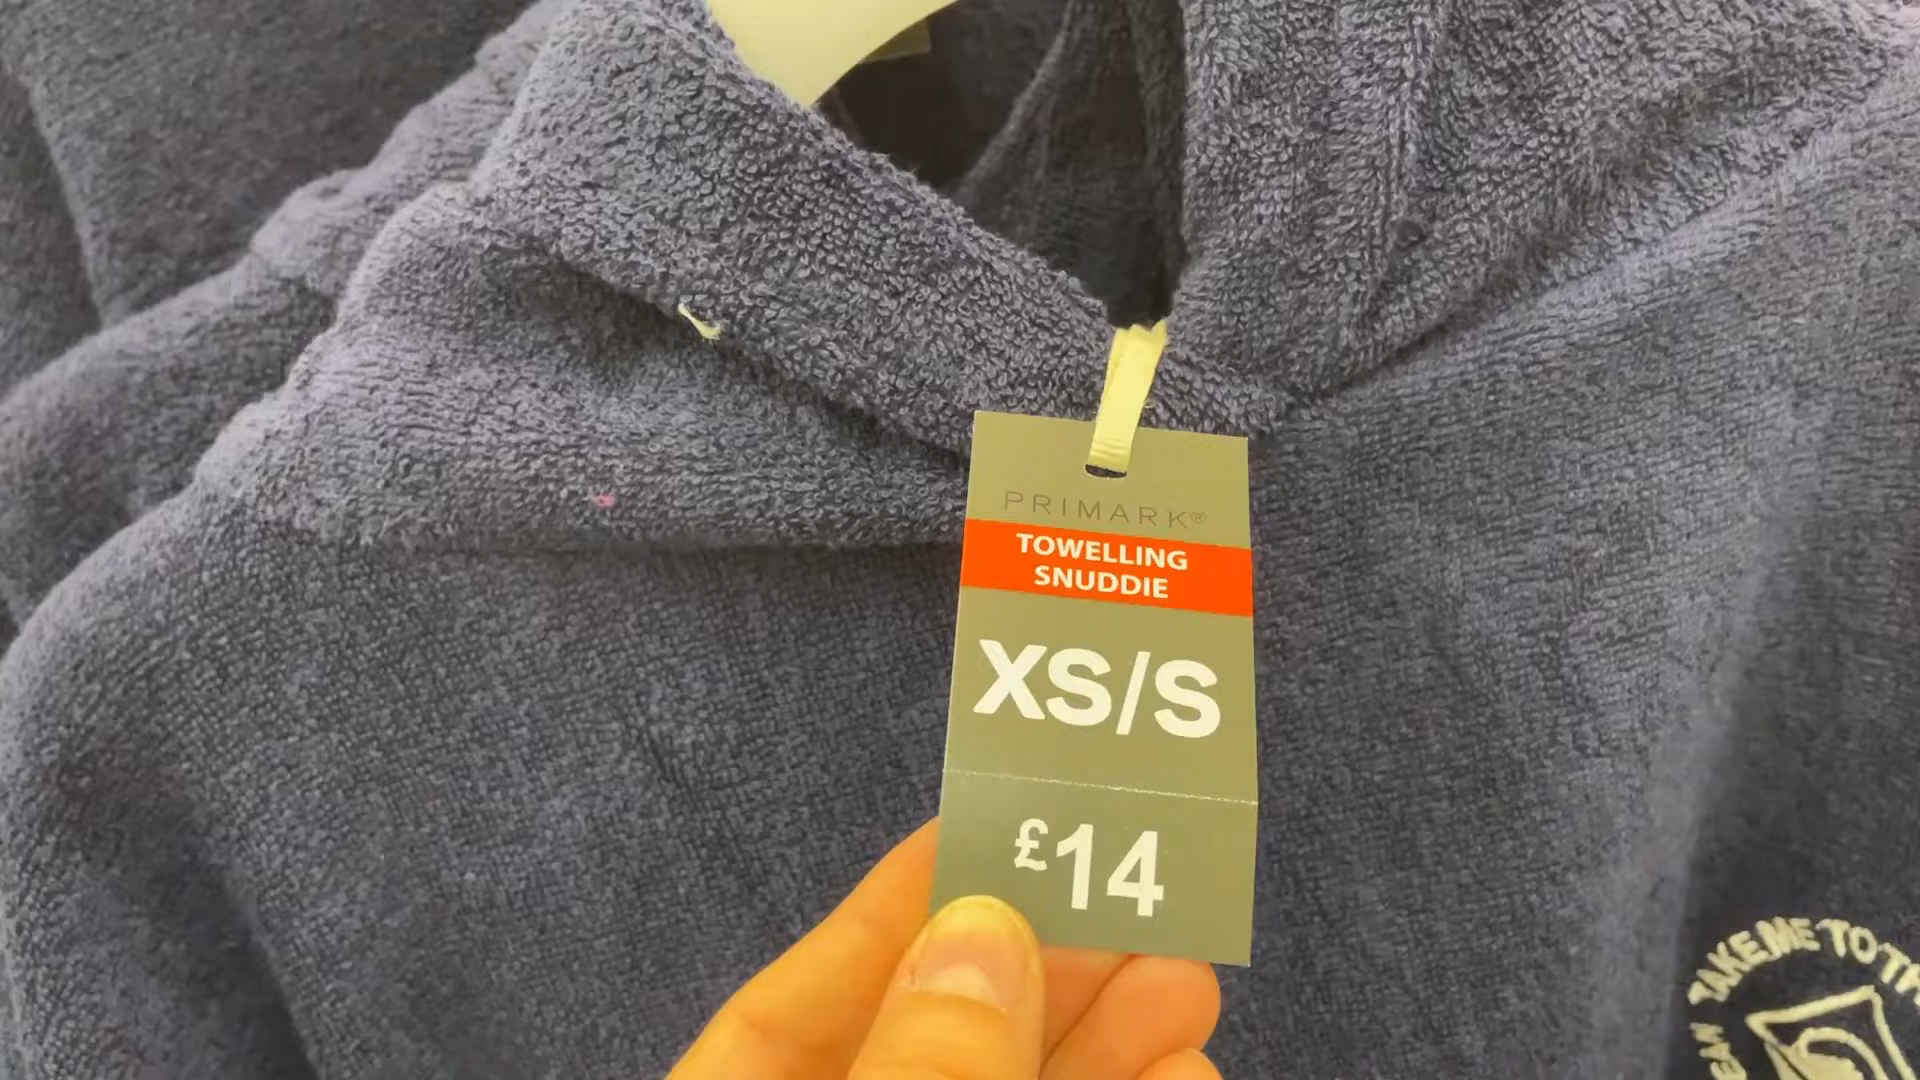 PRIMARK®
TOWELLING
SNUDDIE
XS/S
£14
TAKE ME TO